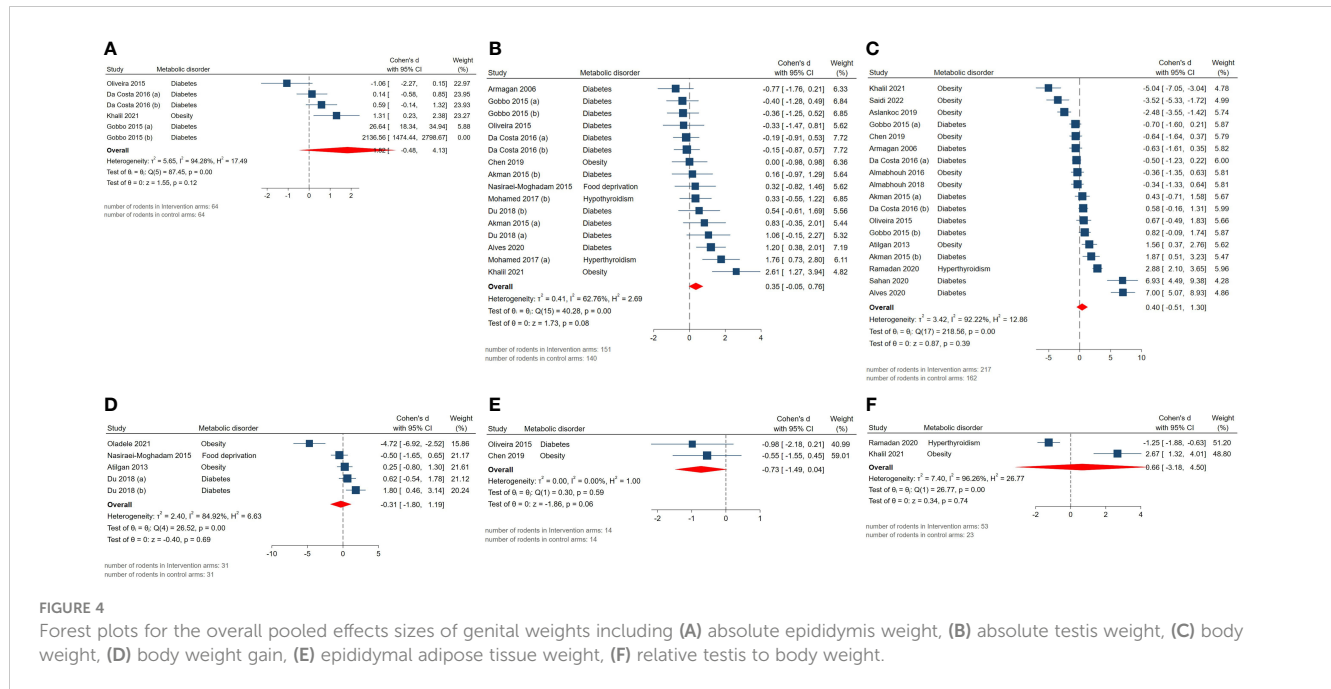 A
Cohen's d Weight
Study Metabolic disorder with 95% CI (%)
Oliveira 2015 Diabetes -1.06 [ -2.27, 0.15] 22.97
Da Costa 2016 (a) Diabetes 0.14 [ -0.58, 0.85] 23.95
Da Costa 2016 (b) Diabetes 0.59 [ -0.14, 1.32] 23.93
Khalil 2021 Obesity 1.31 [ 0.23, 2.38] 23.27
Gobbo 2015 (a) Diabetes 26.64 [ 18.34, 34.94] 5.88
Gobbo 2015 (b) Diabetes 2136.56 [ 1474.44, 2798.67] 0.00
Overall [ -0.48, 4.13]
Heterogeneity: τ² = 5.65, I² = 94.28%, H² = 17.49
Test of θᵢ = θⱼ: Q(5) = 87.45, p = 0.00
Test of θ = 0: z = 1.55, p = 0.12
-2 -1 0 1 2
number of rodents in Intervention arms: 64
number of rodents in control arms: 64
B
Cohen's d Weight
Study Metabolic disorder with 95% CI (%)
Armagan 2006 Diabetes -0.77 [ -1.76, 0.21] 6.33
Gobbo 2015 (a) Diabetes -0.40 [ -1.28, 0.49] 6.84
Gobbo 2015 (b) Diabetes -0.36 [ -1.25, 0.52] 6.85
Oliveira 2015 Diabetes -0.33 [ -1.47, 0.81] 5.62
Da Costa 2016 (a) Diabetes -0.19 [ -0.91, 0.53] 7.72
Da Costa 2016 (b) Diabetes -0.15 [ -0.87, 0.57] 7.72
Chen 2019 Obesity 0.00 [ -0.98, 0.98] 6.36
Akman 2015 (b) Diabetes 0.16 [ -0.97, 1.29] 5.64
Nasiraei-Moghadam 2015 Food deprivation 0.32 [ -0.82, 1.46] 5.62
Mohamed 2017 (b) Hypothyroidism 0.33 [ -0.55, 1.22] 6.85
Du 2018 (b) Diabetes 0.54 [ -0.61, 1.69] 5.56
Akman 2015 (a) Diabetes 0.83 [ -0.35, 2.01] 5.44
Du 2018 (a) Diabetes 1.06 [ -0.15, 2.27] 5.32
Alves 2020 Diabetes 1.20 [ 0.38, 2.01] 7.19
Mohamed 2017 (a) Hyperthyroidism 1.76 [ 0.73, 2.80] 6.11
Khalil 2021 Obesity 2.61 [ 1.27, 3.94] 4.82
Overall 0.35 [ -0.05, 0.76]
Heterogeneity: τ² = 0.41, I² = 62.76%, H² = 2.69
Test of θᵢ = θⱼ: Q(15) = 40.28, p = 0.00
Test of θ = 0: z = 1.73, p = 0.08
-2 0 2 4
number of rodents in Intervention arms: 151
number of rodents in control arms: 140
C
Cohen's d Weight
Study Metabolic disorder with 95% CI (%)
Khalil 2021 Obesity -5.04 [ -7.05, -3.04] 4.78
Saidi 2022 Obesity -3.52 [ -5.33, -1.72] 4.99
Aslankoc 2019 Obesity -2.48 [ -3.55, -1.42] 5.74
Gobbo 2015 (a) Diabetes -0.70 [ -1.60, 0.21] 5.87
Chen 2019 Obesity -0.64 [ -1.64, 0.37] 5.79
Armagan 2006 Diabetes -0.63 [ -1.61, 0.35] 5.82
Da Costa 2016 (a) Diabetes -0.50 [ -1.23, 0.22] 6.00
Almabhouh 2016 Obesity -0.36 [ -1.35, 0.63] 5.81
Almabhouh 2018 Obesity -0.34 [ -1.33, 0.64] 5.81
Akman 2015 (a) Diabetes 0.43 [ -0.71, 1.58] 5.67
Da Costa 2016 (b) Diabetes 0.58 [ -0.16, 1.31] 5.99
Oliveira 2015 Diabetes 0.67 [ -0.49, 1.83] 5.66
Gobbo 2015 (b) Diabetes 0.82 [ -0.09, 1.74] 5.87
Atilgan 2013 Obesity 1.56 [ 0.37, 2.76] 5.62
Akman 2015 (b) Diabetes 1.87 [ 0.51, 3.23] 5.47
Ramadan 2020 Hyperthyroidism 2.88 [ 2.10, 3.65] 5.96
Sahan 2020 Diabetes 6.93 [ 4.49, 9.38] 4.28
Alves 2020 Diabetes 7.00 [ 5.07, 8.93] 4.86
Overall 0.40 [ -0.51, 1.30]
Heterogeneity: τ² = 3.42, I² = 92.22%, H² = 12.86
Test of θᵢ = θⱼ: Q(17) = 218.56, p = 0.00
Test of θ = 0: z = 0.87, p = 0.39
-5 0 5 10
number of rodents in Intervention arms: 217
number of rodents in control arms: 162
D
Cohen's d Weight
Study Metabolic disorder with 95% CI (%)
Oladele 2021 Obesity -4.72 [ -6.92, -2.52] 15.86
Nasiraei-Moghadam 2015 Food deprivation -0.50 [ -1.65, 0.65] 21.17
Atilgan 2013 Obesity 0.25 [ -0.80, 1.30] 21.61
Du 2018 (a) Diabetes 0.62 [ -0.54, 1.78] 21.12
Du 2018 (b) Diabetes 1.80 [ 0.46, 3.14] 20.24
Overall -0.31 [ -1.80, 1.19]
Heterogeneity: τ² = 2.40, I² = 84.92%, H² = 6.63
Test of θᵢ = θⱼ: Q(4) = 26.52, p = 0.00
Test of θ = 0: z = -0.40, p = 0.69
-10 -5 0 5
number of rodents in Intervention arms: 31
number of rodents in control arms: 31
E
Cohen's d Weight
Study Metabolic disorder with 95% CI (%)
Oliveira 2015 Diabetes -0.98 [ -2.18, 0.21] 40.99
Chen 2019 Obesity -0.55 [ -1.55, 0.45] 59.01
Overall -0.73 [ -1.49, 0.04]
Heterogeneity: τ² = 0.00, I² = 0.00%, H² = 1.00
Test of θᵢ = θⱼ: Q(1) = 0.30, p = 0.59
Test of θ = 0: z = -1.86, p = 0.06
-2 -1 0 1
number of rodents in Intervention arms: 14
number of rodents in control arms: 14
F
Cohen's d Weight
Study Metabolic disorder with 95% CI (%)
Ramadan 2020 Hyperthyroidism -1.25 [ -1.88, -0.63] 51.20
Khalil 2021 Obesity 2.67 [ 1.32, 4.01] 48.80
Overall 0.66 [ -3.18, 4.50]
Heterogeneity: τ² = 7.40, I² = 96.26%, H² = 26.77
Test of θᵢ = θⱼ: Q(1) = 26.77, p = 0.00
Test of θ = 0: z = 0.34, p = 0.74
-2 0 2 4
number of rodents in Intervention arms: 53
number of rodents in control arms: 23
FIGURE 4
Forest plots for the overall pooled effects sizes of genital weights including (A) absolute epididymis weight, (B) absolute testis weight, (C) body
weight, (D) body weight gain, (E) epididymal adipose tissue weight, (F) relative testis to body weight.